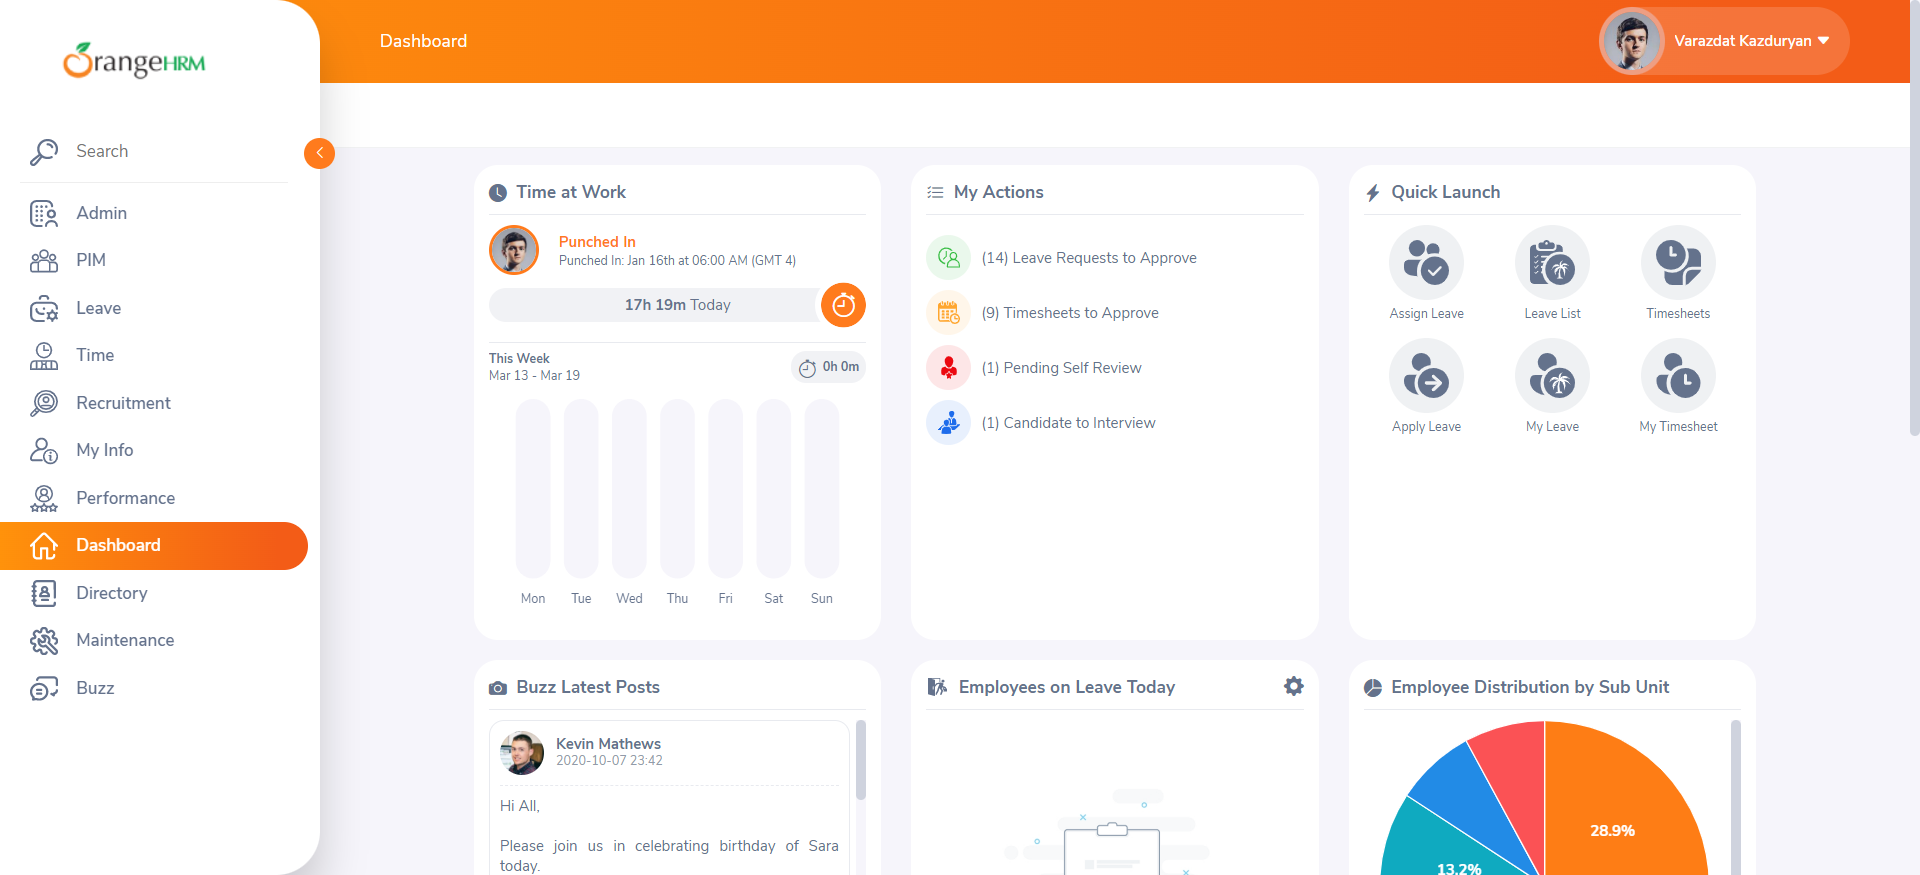 OrangeHRM
Dashboard
Varazdat Kazduryan
Search
Admin
PIM
Leave
Time
Recruitment
My Info
Performance
Dashboard
Directory
Maintenance
Buzz
Time at Work
Punched In
Punched In: Jan 16th at 06:00 AM (GMT 4)
17h 19m Today
This Week
Mar 13 - Mar 19
0h 0m
Mon Tue Wed Thu Fri Sat Sun
My Actions
(14) Leave Requests to Approve
(9) Timesheets to Approve
(1) Pending Self Review
(1) Candidate to Interview
Quick Launch
Assign Leave Leave List Timesheets
Apply Leave My Leave My Timesheet
Buzz Latest Posts
Kevin Mathews
2020-10-07 23:42
Hi All,
Please join us in celebrating birthday of Sara
today.
Employees on Leave Today
Employee Distribution by Sub Unit
28.9%
13.2%